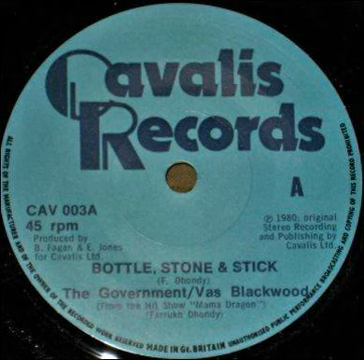 Cavalis
Records
A
CAV 003A
45 rpm
Produced by
B. Fagan & E. Jones
for Cavalis Ltd.
℗ 1980: original
Stereo Recording
and Publishing by
Cavalis Ltd.
BOTTLE, STONE & STICK
(F. Dhondy)
The Government/Vas Blackwood
(From the Hit Show "Mama Dragon")
(Farrukh Dhondy)
ALL RIGHTS OF THE MANUFACTURER AND OF THE OWNER OF THE RECORDED WORK RESERVED MADE IN GT. BRITAIN UNAUTHORISED PUBLIC PERFORMANCE BROADCASTING AND COPYING OF THIS RECORD PROHIBITED